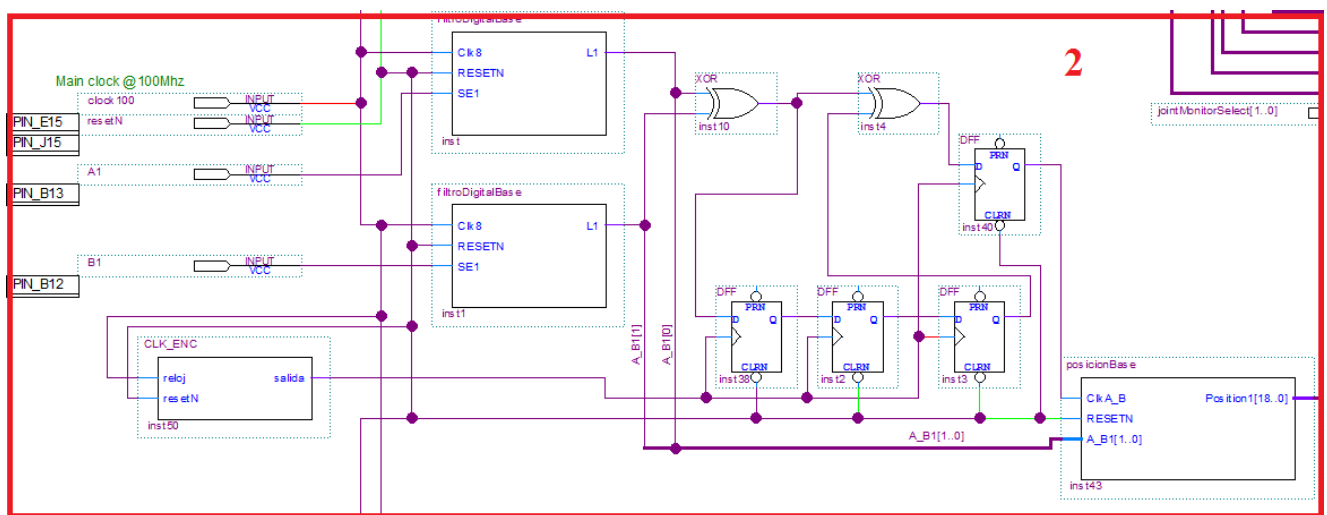 filtroDigitalBase
Clk8
RESETN
SE1
L1
inst
2
Main clock @100Mhz
clock100
INPUT
VCC
PIN_E15
resetN
INPUT
VCC
PIN_J15
A1
INPUT
VCC
PIN_B13
B1
INPUT
VCC
PIN_B12
filtroDigitalBase
Clk8
RESETN
SE1
L1
inst1
CLK_ENC
reloj
resetN
salida
inst50
XOR
inst10
XOR
inst4
DFF
PRN
D
Q
CLRN
inst40
jointMonitorSelect[1..0]
DFF
PRN
D
Q
CLRN
inst38
DFF
PRN
D
Q
CLRN
inst2
DFF
PRN
D
Q
CLRN
inst3
A_B1[1]
A_B1[0]
A_B1[1..0]
posicionBase
ClkA_B
RESETN
A_B1[1..0]
Position1[18..0]
inst43